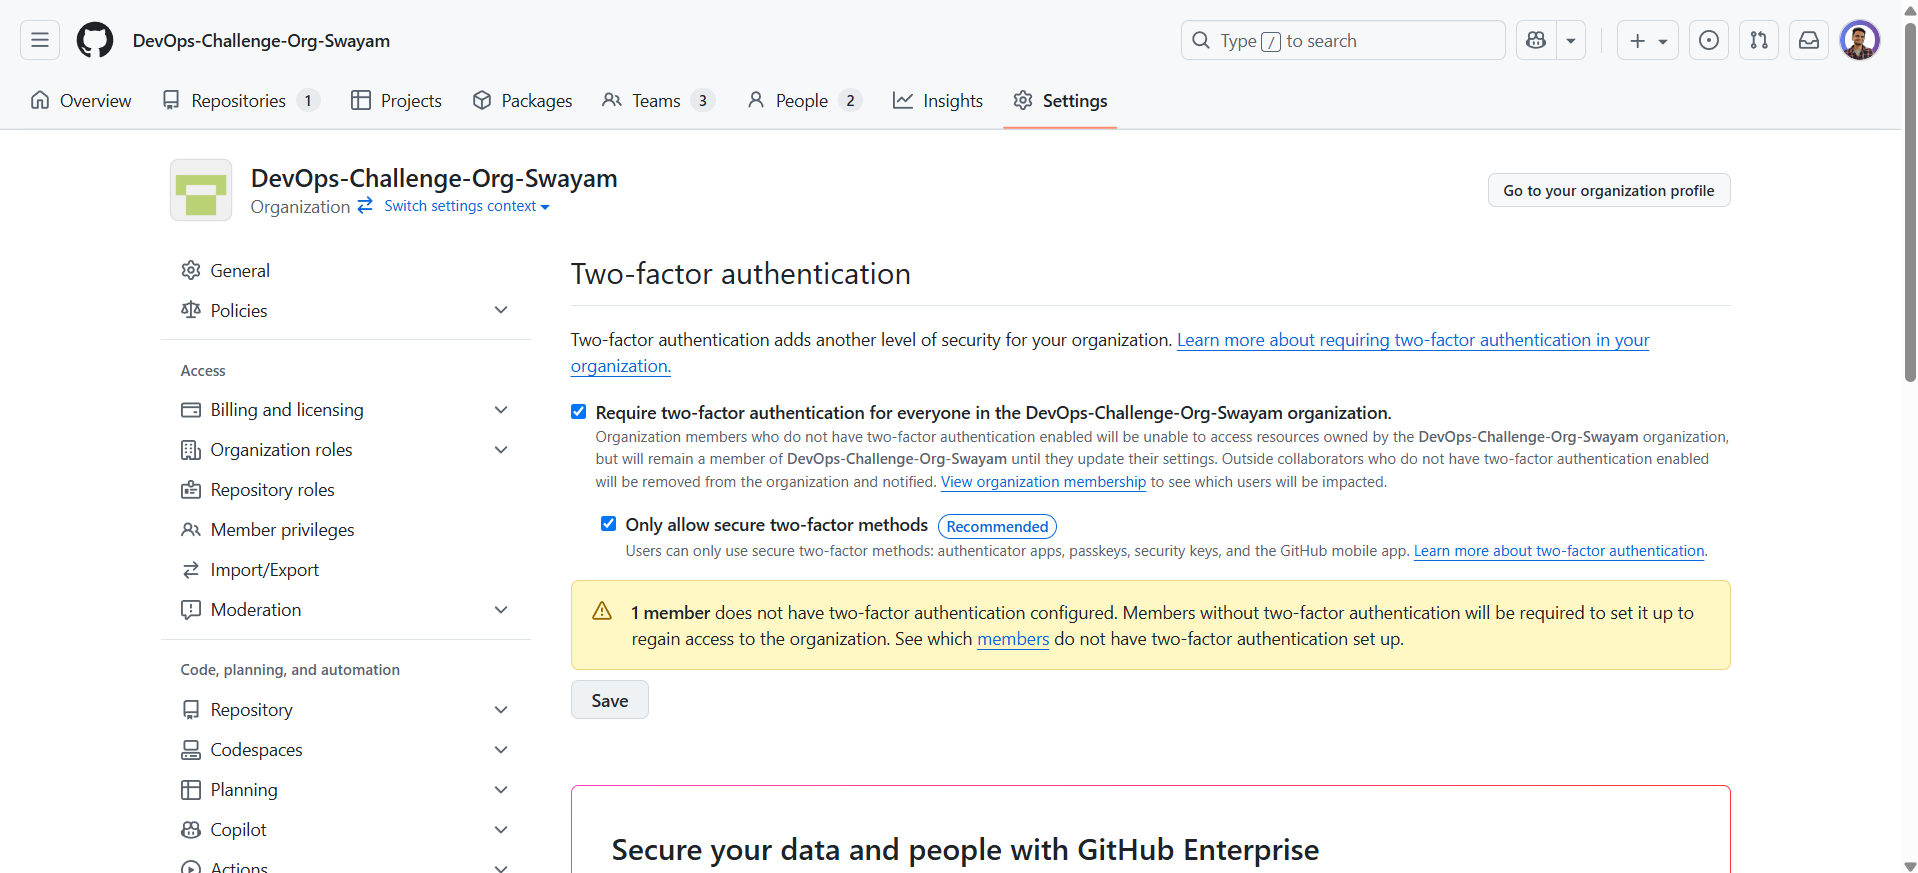 DevOps-Challenge-Org-Swayam
Type / to search
Overview
Repositories 1
Projects
Packages
Teams 3
People 2
Insights
Settings
DevOps-Challenge-Org-Swayam
Organization Switch settings context
Go to your organization profile
General
Policies
Access
Billing and licensing
Organization roles
Repository roles
Member privileges
Import/Export
Moderation
Code, planning, and automation
Repository
Codespaces
Planning
Copilot
Actions
Two-factor authentication
Two-factor authentication adds another level of security for your organization. Learn more about requiring two-factor authentication in your
organization.
Require two-factor authentication for everyone in the DevOps-Challenge-Org-Swayam organization.
Organization members who do not have two-factor authentication enabled will be unable to access resources owned by the DevOps-Challenge-Org-Swayam organization,
but will remain a member of DevOps-Challenge-Org-Swayam until they update their settings. Outside collaborators who do not have two-factor authentication enabled
will be removed from the organization and notified. View organization membership to see which users will be impacted.
Only allow secure two-factor methods Recommended
Users can only use secure two-factor methods: authenticator apps, passkeys, security keys, and the GitHub mobile app. Learn more about two-factor authentication.
1 member does not have two-factor authentication configured. Members without two-factor authentication will be required to set it up to
regain access to the organization. See which members do not have two-factor authentication set up.
Save
Secure your data and people with GitHub Enterprise